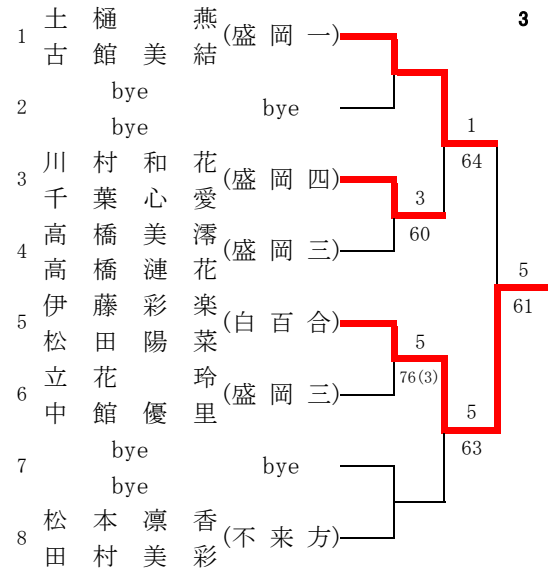 3
1 土樋 燕 (盛岡一)
古館美結
2 bye bye
bye
3 川村和花 (盛岡四)
千葉心愛
4 高橋美澪 (盛岡三)
高橋漣花
5 伊藤彩楽 (白百合)
松田陽菜
6 立花 玲 (盛岡三)
中館優里
7 bye bye
bye
8 松本凛香 (不来方)
田村美彩
3
60
5
76(3)
1
64
5
63
5
61